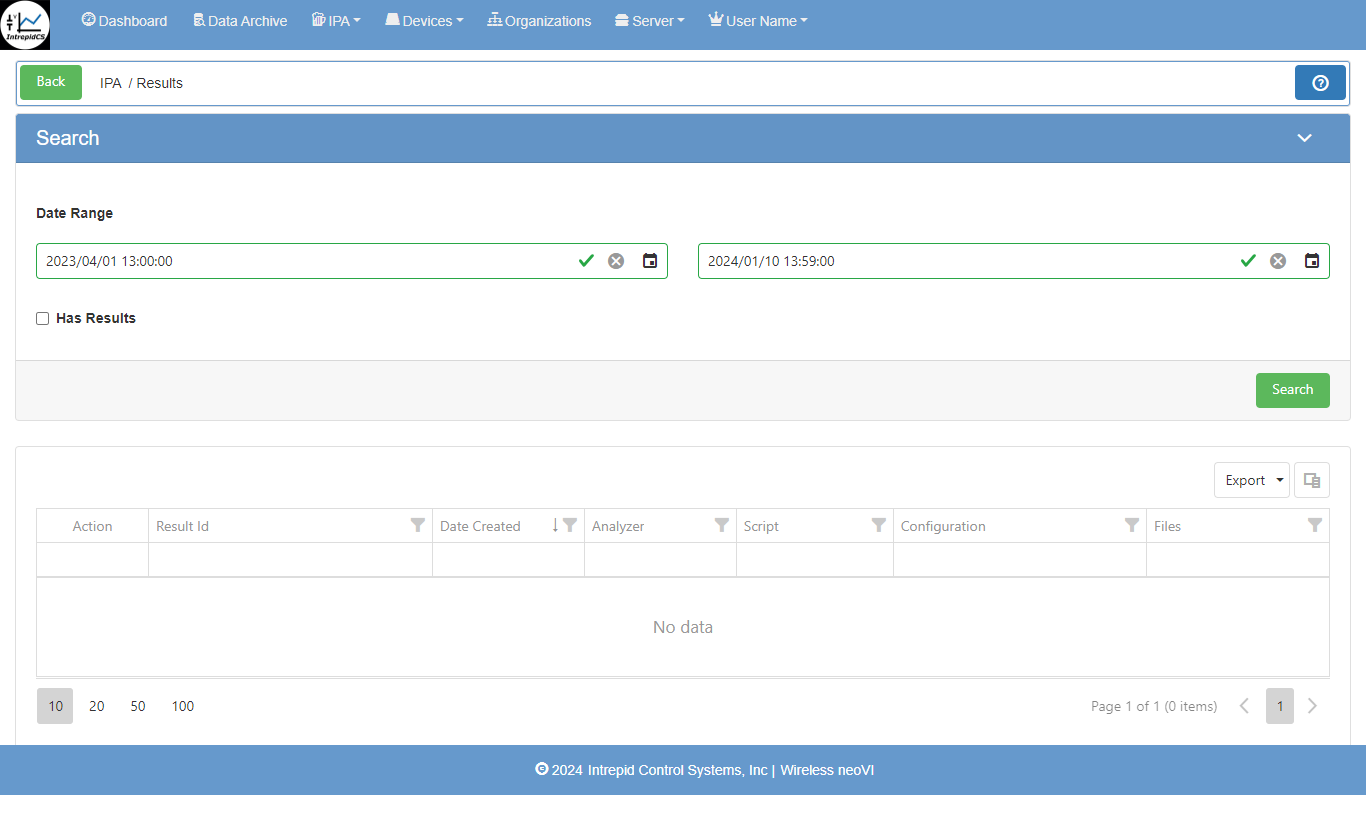 IntrepidCS
Dashboard Data Archive IPA Devices Organizations Server User Name
Back IPA / Results
Search
Date Range
2023/04/01 13:00:00 2024/01/10 13:59:00
Has Results
Search
Export
Action Result Id Date Created Analyzer Script Configuration Files
No data
10 20 50 100 Page 1 of 1 (0 items) 1
© 2024 Intrepid Control Systems, Inc | Wireless neoVI